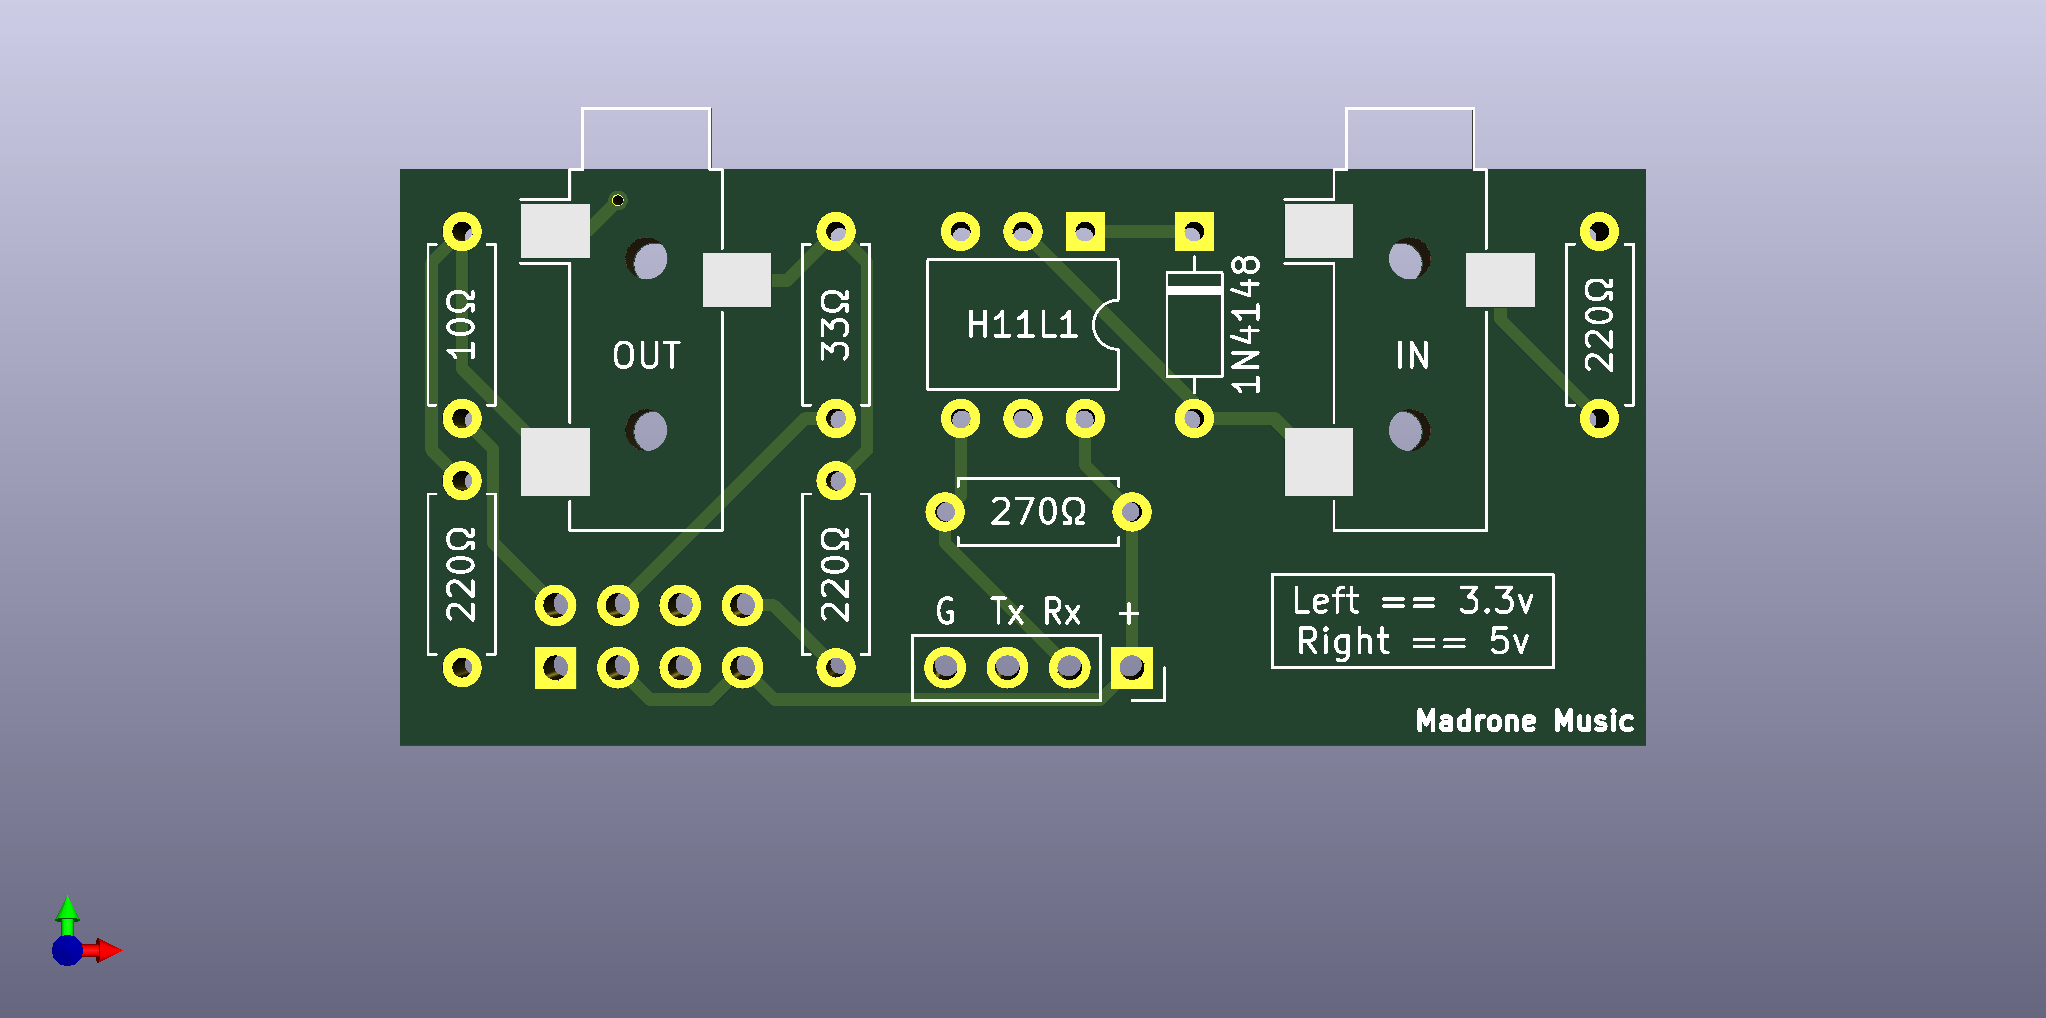 10Ω
OUT
33Ω
H11L1
1N4148
IN
220Ω
220Ω
220Ω
270Ω
G Tx Rx +
Left == 3.3v
Right == 5v
Madrone Music